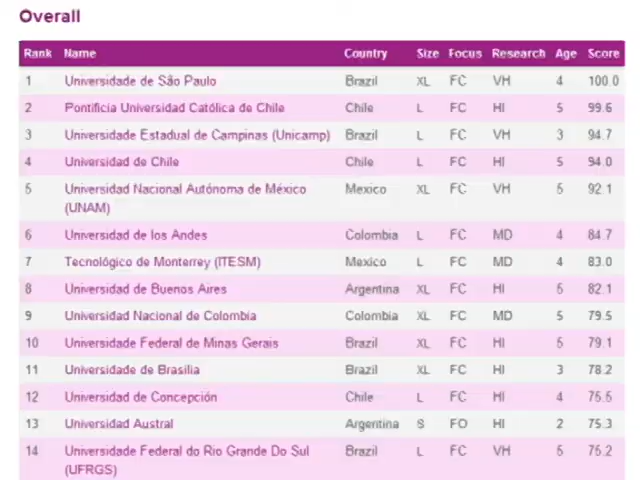 Overall
Rank Name Country Size Focus Research Age Score
1 Universidade de São Paulo Brazil XL FC VH 4 100.0
2 Pontificia Universidad Católica de Chile Chile L FC HI 5 99.6
3 Universidade Estadual de Campinas (Unicamp) Brazil L FC VH 3 94.7
4 Universidad de Chile Chile L FC HI 5 94.0
5 Universidad Nacional Autónoma de México (UNAM) Mexico XL FC VH 5 92.1
6 Universidad de los Andes Colombia L FC MD 4 84.7
7 Tecnológico de Monterrey (ITESM) Mexico L FC MD 4 83.0
8 Universidad de Buenos Aires Argentina XL FC HI 5 82.1
9 Universidad Nacional de Colombia Colombia XL FC MD 5 79.5
10 Universidade Federal de Minas Gerais Brazil XL FC HI 5 79.1
11 Universidade de Brasilia Brazil XL FC HI 3 78.2
12 Universidad de Concepción Chile L FC HI 4 75.5
13 Universidad Austral Argentina S FO HI 2 75.3
14 Universidade Federal do Rio Grande Do Sul (UFRGS) Brazil L FC VH 5 75.2